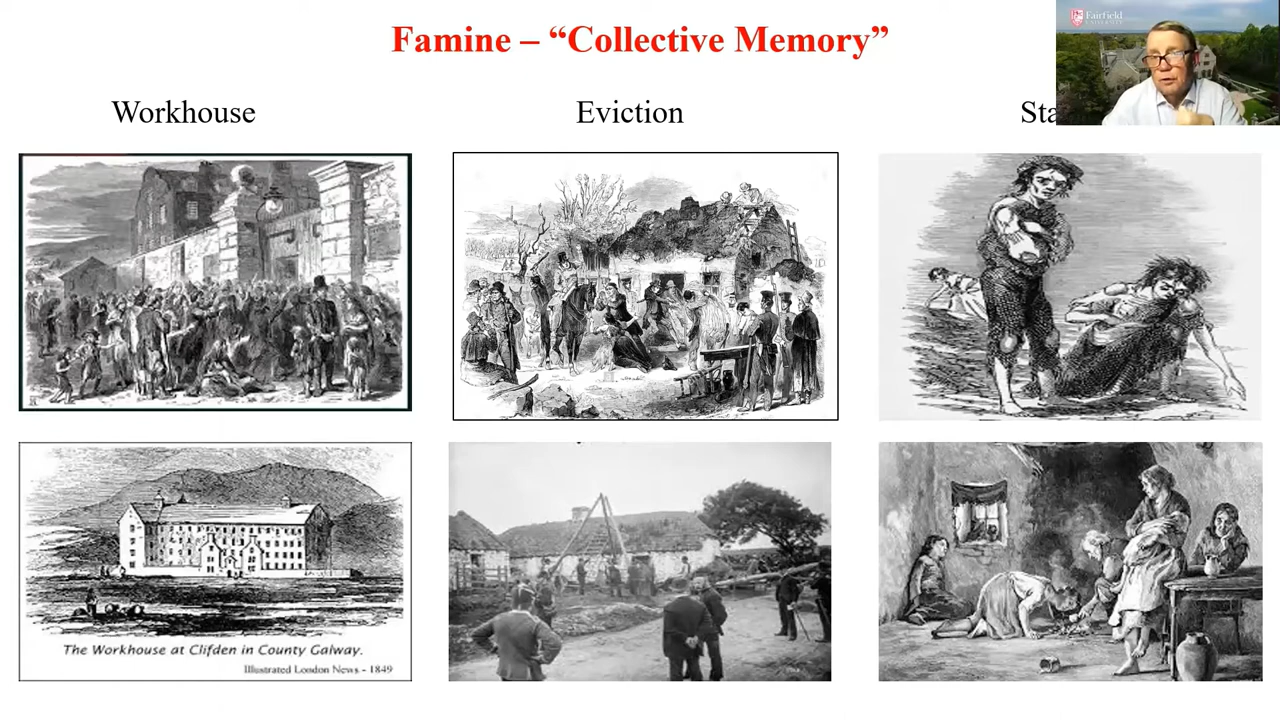 Famine – “Collective Memory”
Fairfield
UNIVERSITY
Workhouse
Eviction
Sta
The Workhouse at Clifden in County Galway.
Illustrated London News - 1849